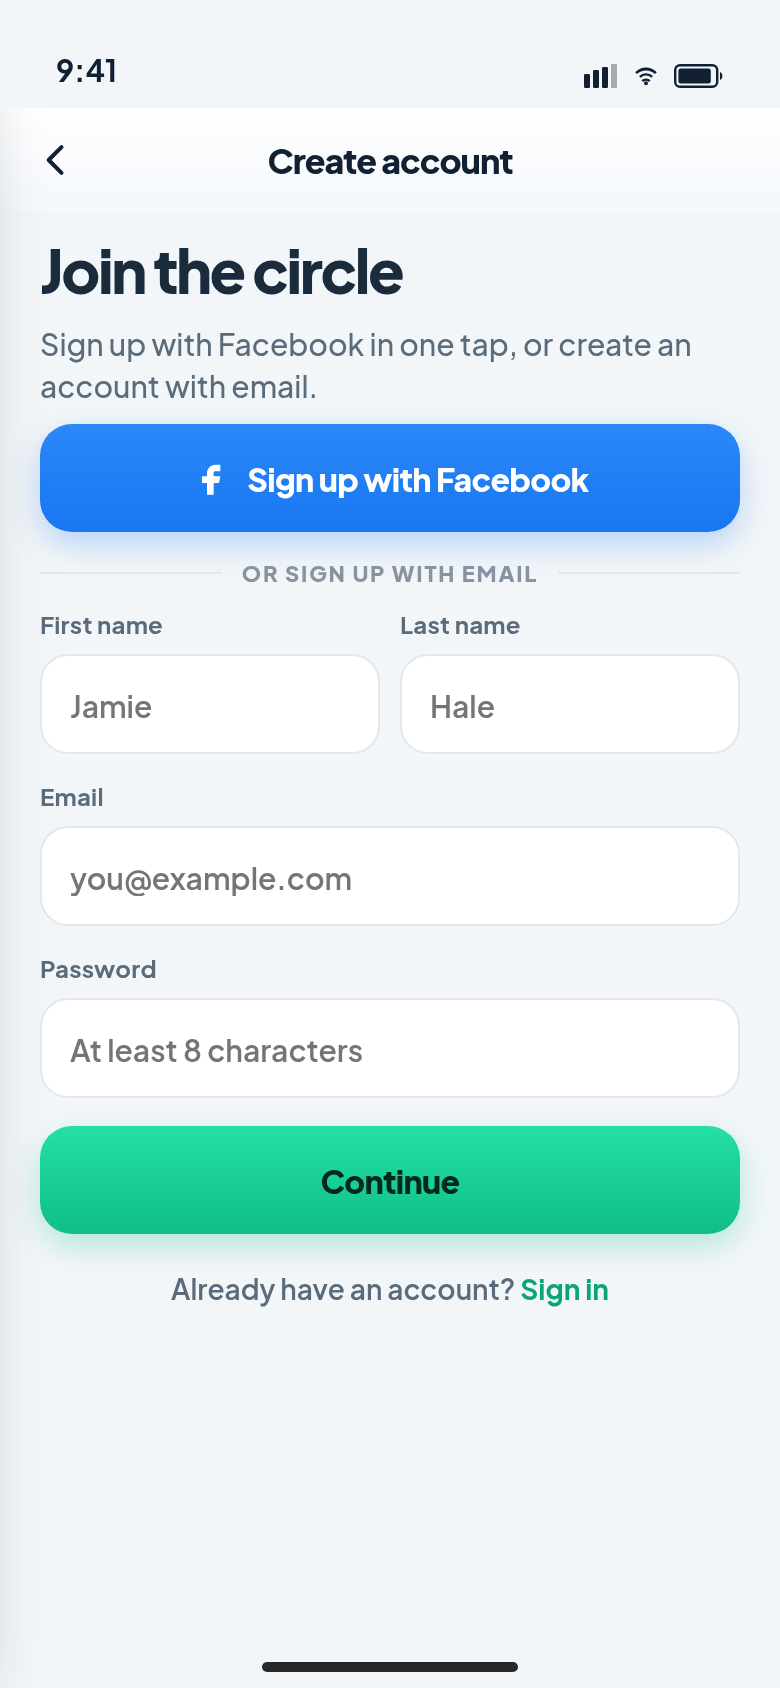 9:41
Create account
Join the circle
Sign up with Facebook in one tap, or create an
account with email.
Sign up with Facebook
OR SIGN UP WITH EMAIL
First name
Last name
Jamie
Hale
Email
you@example.com
Password
At least 8 characters
Continue
Already have an account? Sign in